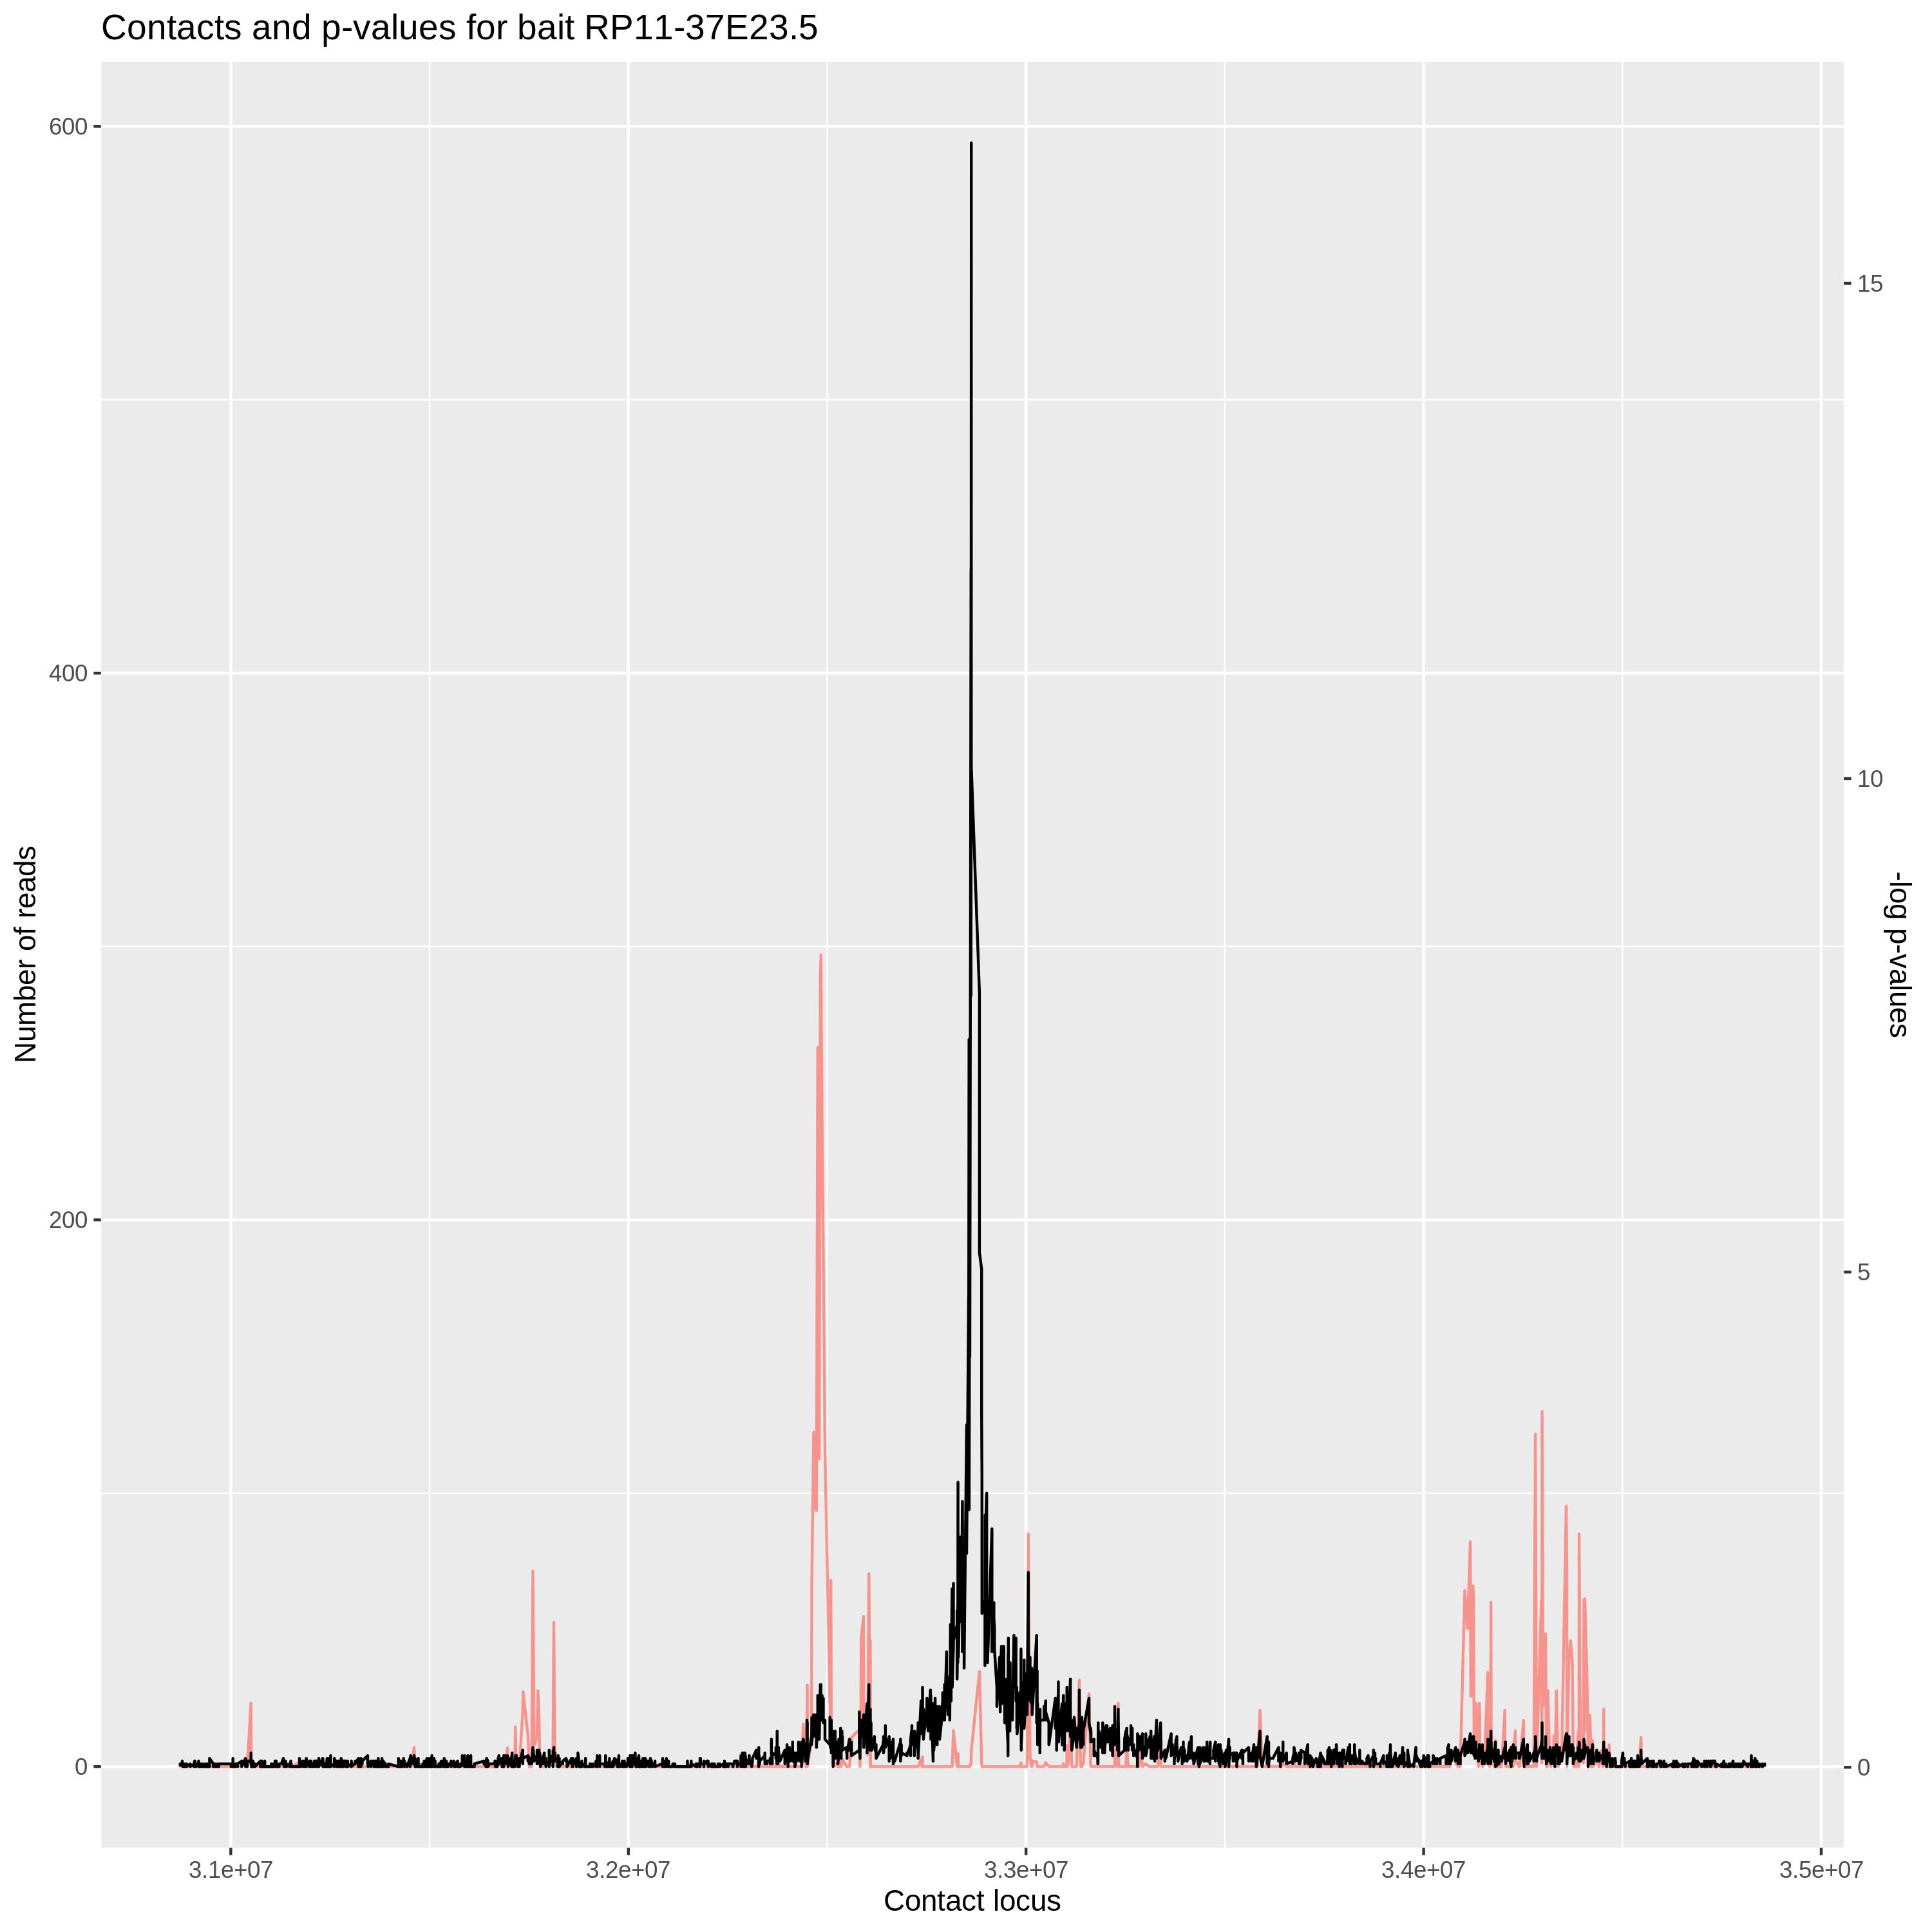 Contacts and p-values for bait RP11-37E23.5
600
400
200
0
Number of reads
15
10
5
0
-log p-values
3.1e+07
3.2e+07
3.3e+07
3.4e+07
3.5e+07
Contact locus